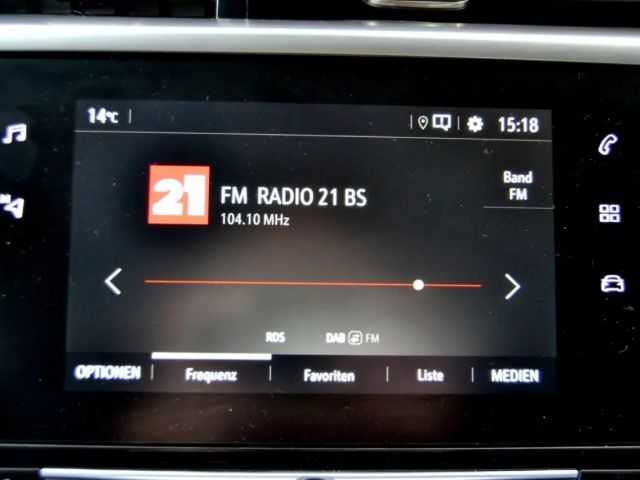 14°C 15:18
21 FM RADIO 21 BS
104.10 MHz
Band
FM
RDS DAB FM
OPTIONEN Frequenz Favoriten Liste MEDIEN